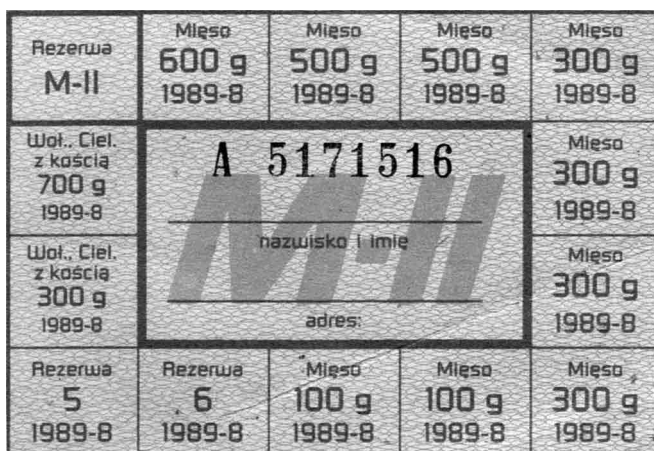 Rezerwa
M-II
Mięso
600 g
1989-8
Mięso
500 g
1989-8
Mięso
500 g
1989-8
Mięso
300 g
1989-8
Woł., Ciel.
z kością
700 g
1989-8
A 5171516
M-II
nazwisko i imię
adres:
Mięso
300 g
1989-8
Woł., Ciel.
z kością
300 g
1989-8
Mięso
300 g
1989-8
Rezerwa
5
1989-8
Rezerwa
6
1989-8
Mięso
100 g
1989-8
Mięso
100 g
1989-8
Mięso
300 g
1989-8